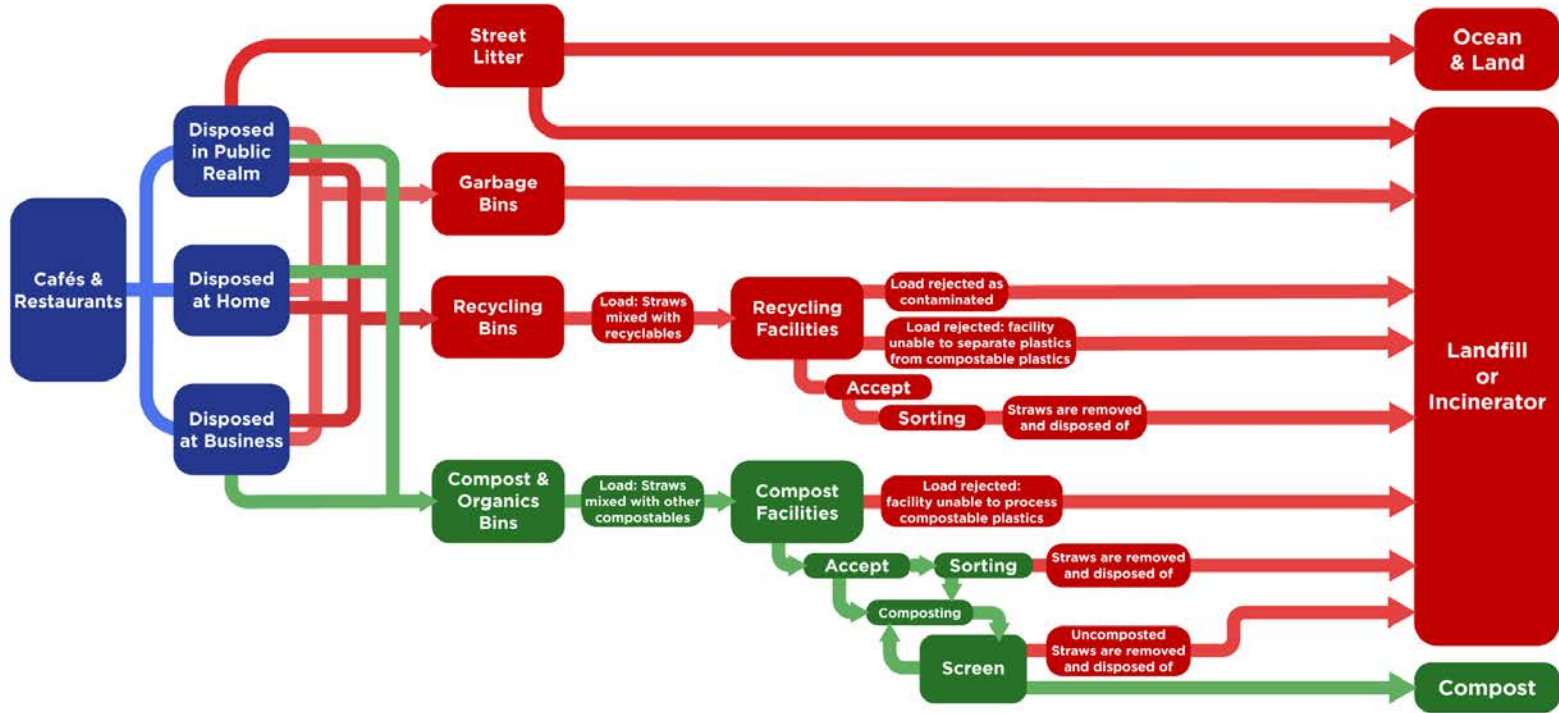 Street
Litter
Ocean
& Land
Disposed
in Public
Realm
Garbage
Bins
Cafés &
Restaurants
Disposed
at Home
Recycling
Bins
Load: Straws
mixed with
recyclables
Recycling
Facilities
Load rejected as
contaminated
Load rejected: facility
unable to separate plastics
from compostable plastics
Accept
Sorting
Straws are removed
and disposed of
Landfill
or
Incinerator
Disposed
at Business
Compost &
Organics
Bins
Load: Straws
mixed with other
compostables
Compost
Facilities
Load rejected:
facility unable to process
compostable plastics
Accept
Sorting
Straws are removed
and disposed of
Composting
Screen
Uncomposted
Straws are removed
and disposed of
Compost